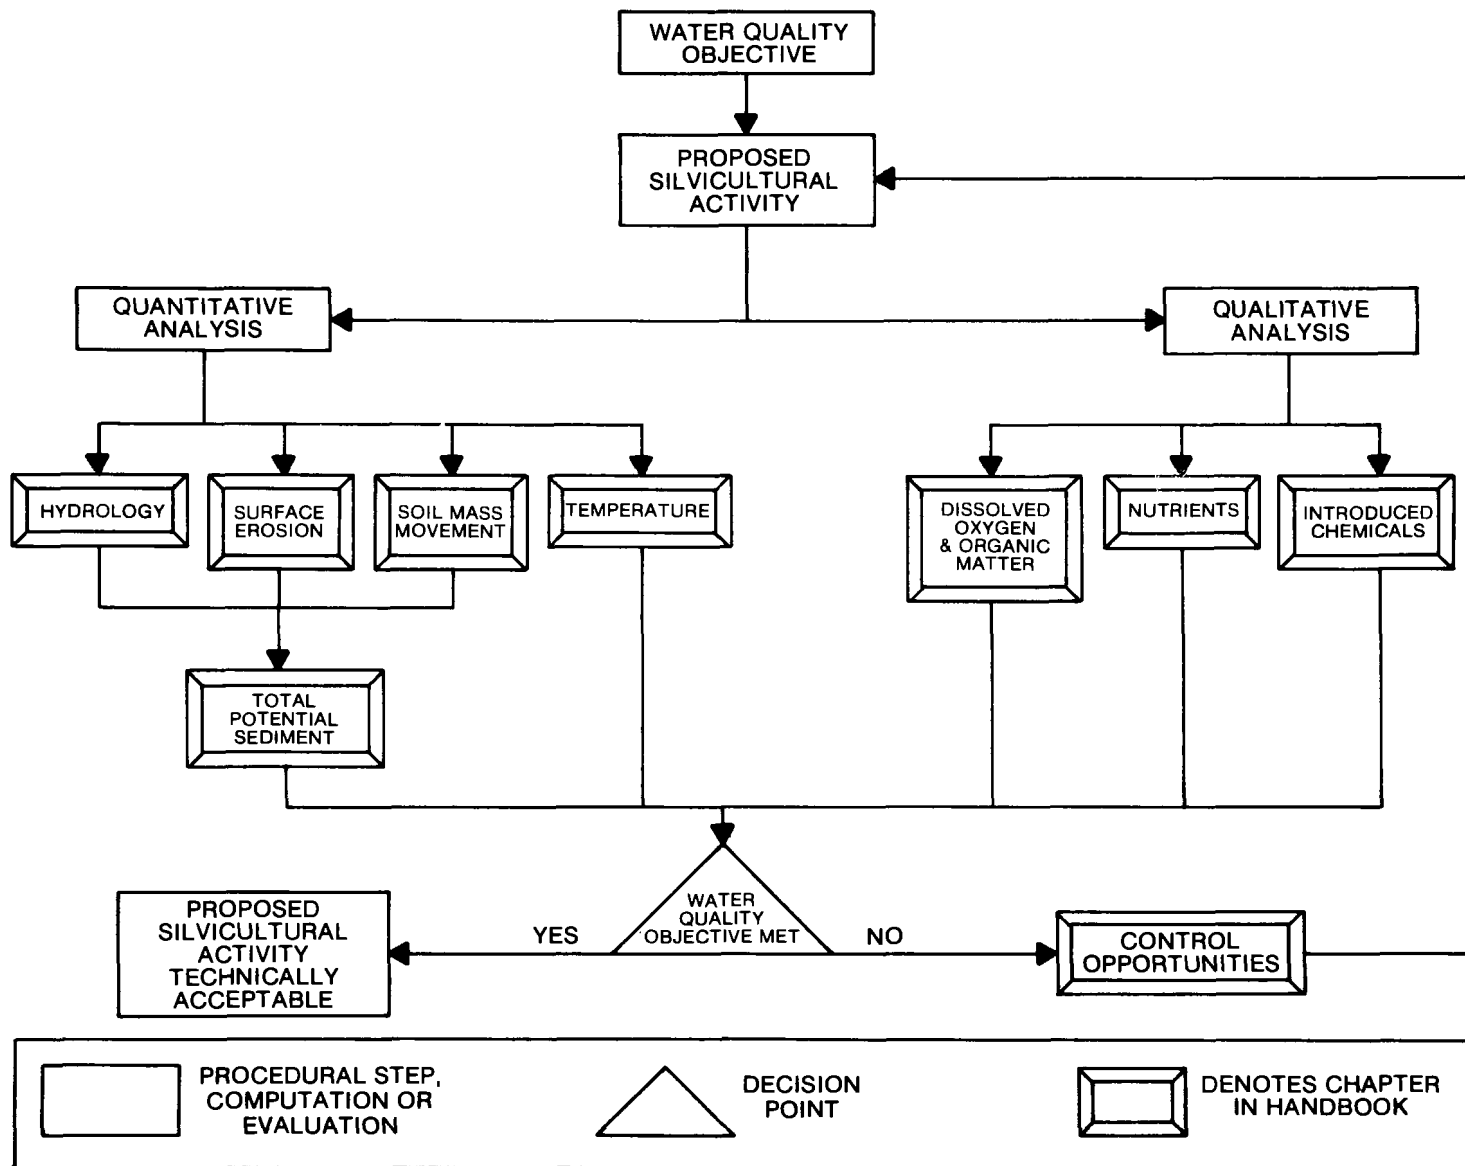 WATER QUALITY
OBJECTIVE
PROPOSED
SILVICULTURAL
ACTIVITY
QUANTITATIVE
ANALYSIS
QUALITATIVE
ANALYSIS
HYDROLOGY
SURFACE
EROSION
SOIL MASS
MOVEMENT
TEMPERATURE
DISSOLVED
OXYGEN
& ORGANIC
MATTER
NUTRIENTS
INTRODUCED
CHEMICALS
TOTAL
POTENTIAL
SEDIMENT
WATER
QUALITY
OBJECTIVE MET
YES
NO
PROPOSED
SILVICULTURAL
ACTIVITY
TECHNICALLY
ACCEPTABLE
CONTROL
OPPORTUNITIES
PROCEDURAL STEP,
COMPUTATION OR
EVALUATION
DECISION
POINT
DENOTES CHAPTER
IN HANDBOOK